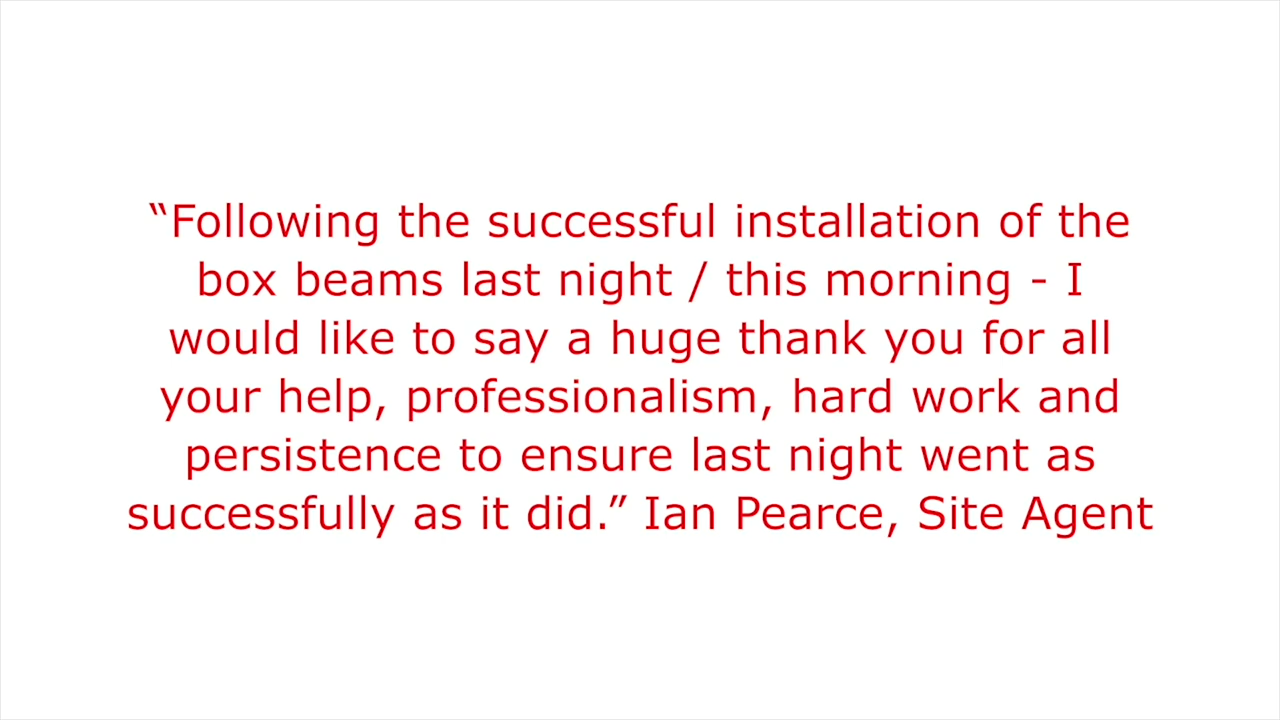 “Following the successful installation of the
box beams last night / this morning - I
would like to say a huge thank you for all
your help, professionalism, hard work and
persistence to ensure last night went as
successfully as it did.” Ian Pearce, Site Agent